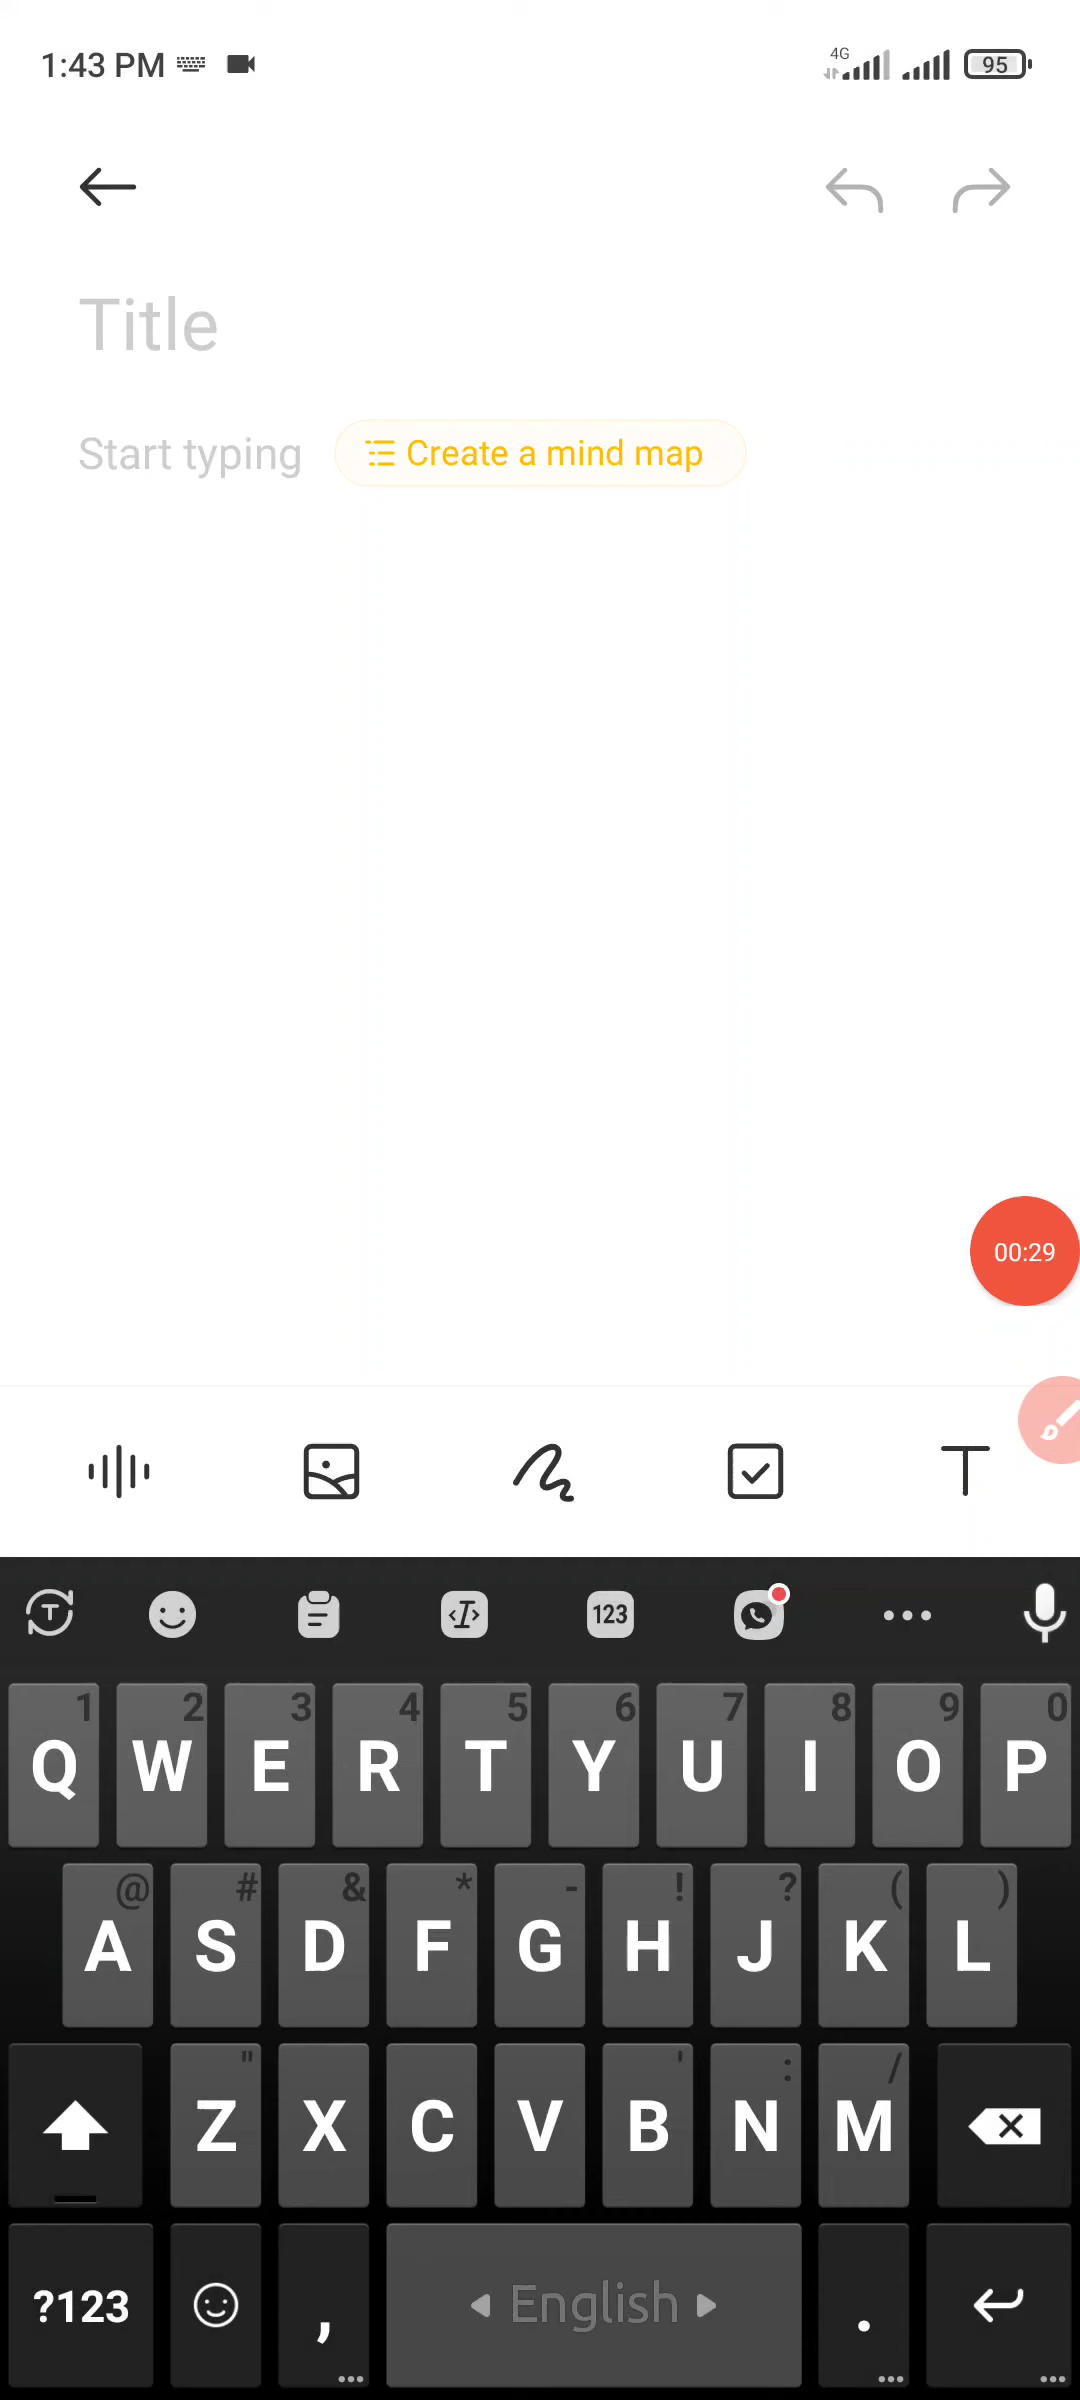 1:43 PM 4G 95
Title
Start typing Create a mind map
00:29
T
T 123
1 2 3 4 5 6 7 8 9 0
Q W E R T Y U I O P
@ # & * - ! ? ( )
A S D F G H J K L
" ' : /
Z X C V B N M
?123 , English .